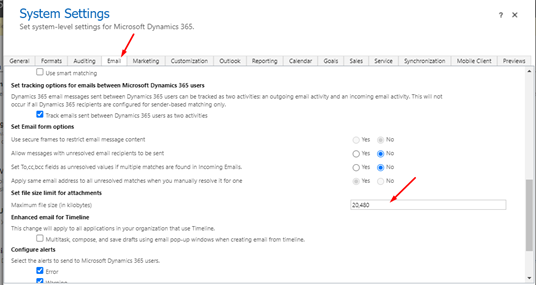 System Settings
Set system-level settings for Microsoft Dynamics 365.
? ×
General Formats Auditing Email Marketing Customization Outlook Reporting Calendar Goals Sales Service Synchronization Mobile Client Previews
Use smart matching
Set tracking options for emails between Microsoft Dynamics 365 users
Dynamics 365 email messages sent between Dynamics 365 users can be tracked as two activities: an outgoing email activity and an incoming email activity. This will not
occur if all Dynamics 365 recipients are configured for sender-based matching only.
Track emails sent between Dynamics 365 users as two activities
Set Email form options
Use secure frames to restrict email message content Yes No
Allow messages with unresolved email recipients to be sent Yes No
Set To,cc,bcc fields as unresolved values if multiple matches are found in Incoming Emails. Yes No
Apply same email address to all unresolved matches when you manually resolve it for one Yes No
Set file size limit for attachments
Maximum file size (in kilobytes) 20,480
Enhanced email for Timeline
This change will apply to all applications in your organization that use Timeline.
Multitask, compose, and save drafts using email pop-up windows when creating email from timeline.
Configure alerts
Select the alerts to send to Microsoft Dynamics 365 users.
Error
Warning